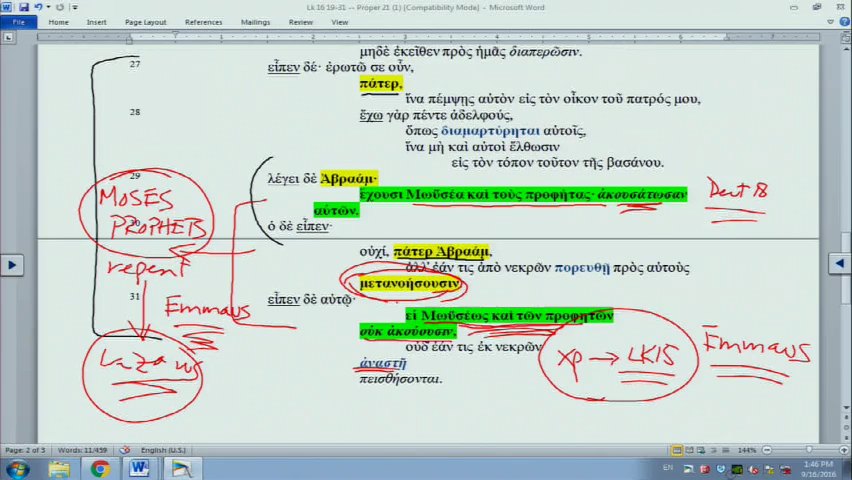 Lk 16 19-31 -- Proper 21 (1) [Compatibility Mode] - Microsoft Word
File Home Insert Page Layout References Mailings Review View
27
28
29
30
31
μηδὲ ἐκεῖθεν πρὸς ἡμᾶς διαπερῶσιν.
εἶπεν δέ· ἐρωτῶ σε οὖν,
πάτερ,
ἵνα πέμψῃς αὐτὸν εἰς τὸν οἶκον τοῦ πατρός μου,
ἔχω γὰρ πέντε ἀδελφούς,
ὅπως διαμαρτύρηται αὐτοῖς,
ἵνα μὴ καὶ αὐτοὶ ἔλθωσιν
εἰς τὸν τόπον τοῦτον τῆς βασάνου.
λέγει δὲ Ἀβραάμ·
ἔχουσι Μωϋσέα καὶ τοὺς προφήτας· ἀκουσάτωσαν
αὐτῶν.
ὁ δὲ εἶπεν·
οὐχί, πάτερ Ἀβραάμ,
ἀλλ’ ἐάν τις ἀπὸ νεκρῶν πορευθῇ πρὸς αὐτοὺς
μετανοήσουσιν
εἶπεν δὲ αὐτῷ·
εἰ Μωϋσέως καὶ τῶν προφητῶν
οὐκ ἀκούουσιν,
οὐδ’ ἐάν τις ἐκ νεκρῶν
ἀναστῇ
πεισθήσονται.
MOSES
PROPHETS
repent
Emmaus
Lazarus
Deut 18
XP → LK15
Emmaus
Page: 2 of 3 Words: 11/459 English (U.S.) 144%
EN 1:46 PM
9/16/2016